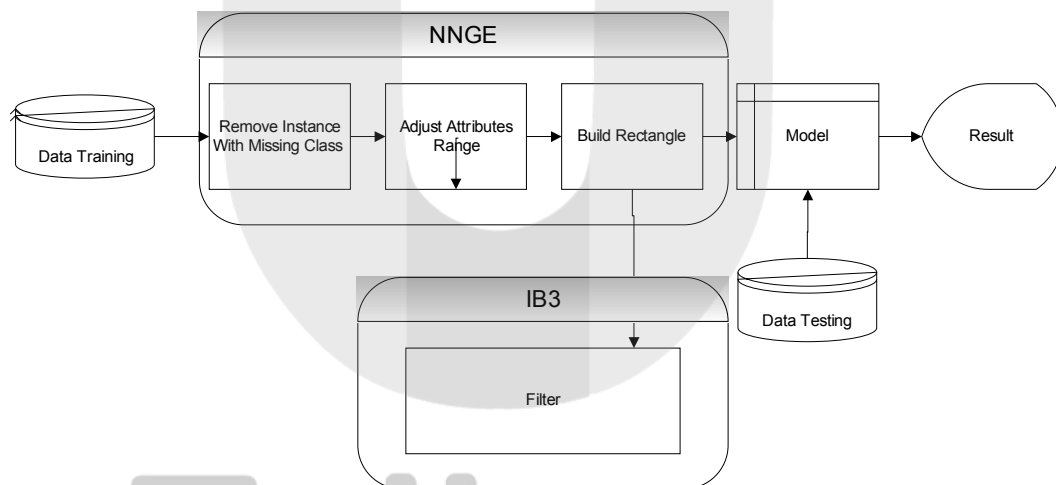 NNGE
Data Training
Remove Instance
With Missing Class
Adjust Attributes
Range
Build Rectangle
Model
Result
IB3
Data Testing
Filter